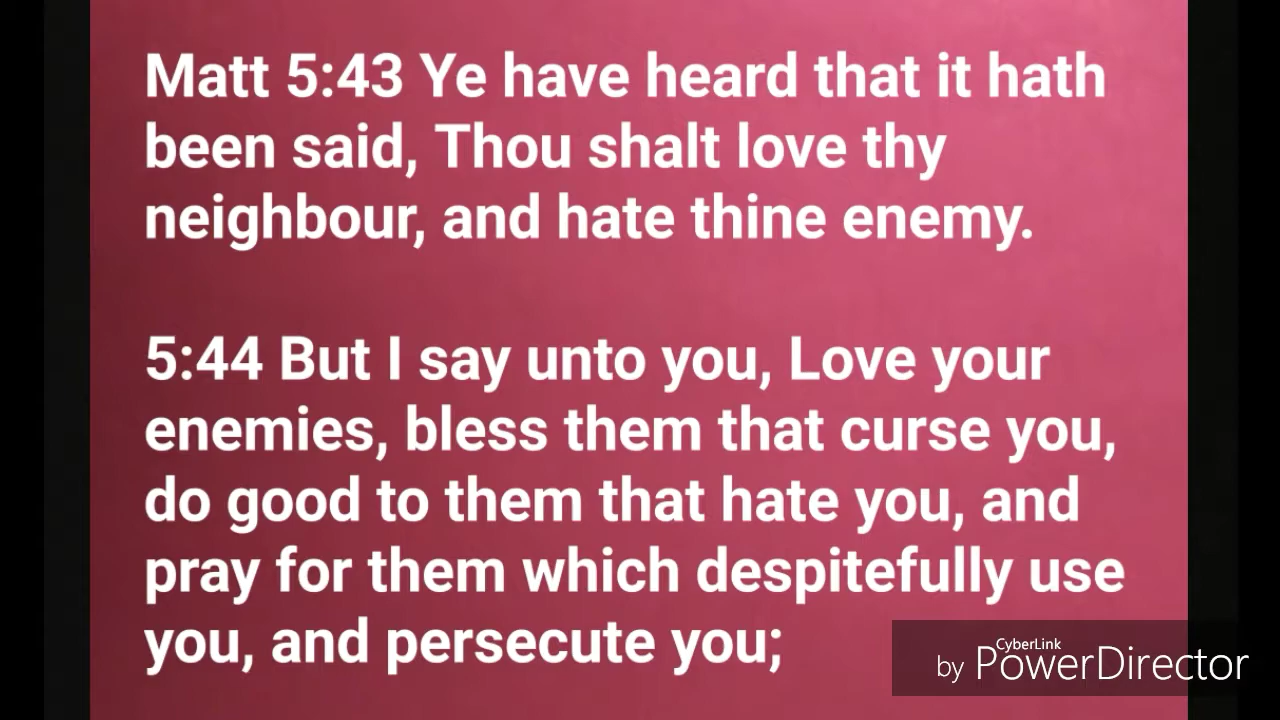 Matt 5:43 Ye have heard that it hath
been said, Thou shalt love thy
neighbour, and hate thine enemy.
5:44 But I say unto you, Love your
enemies, bless them that curse you,
do good to them that hate you, and
pray for them which despitefully use
you, and persecute you;
CyberLink
by PowerDirector